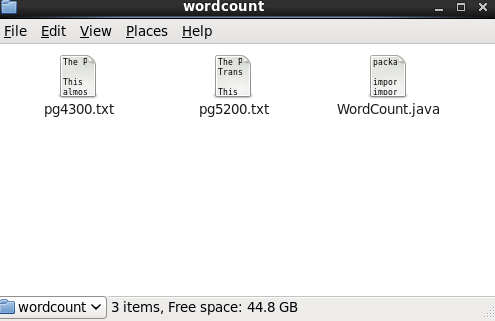 wordcount
File Edit View Places Help
The P
This
almos
pg4300.txt
The P
Trans
This
pg5200.txt
packa
impor
impor
WordCount.java
wordcount
3 items, Free space: 44.8 GB